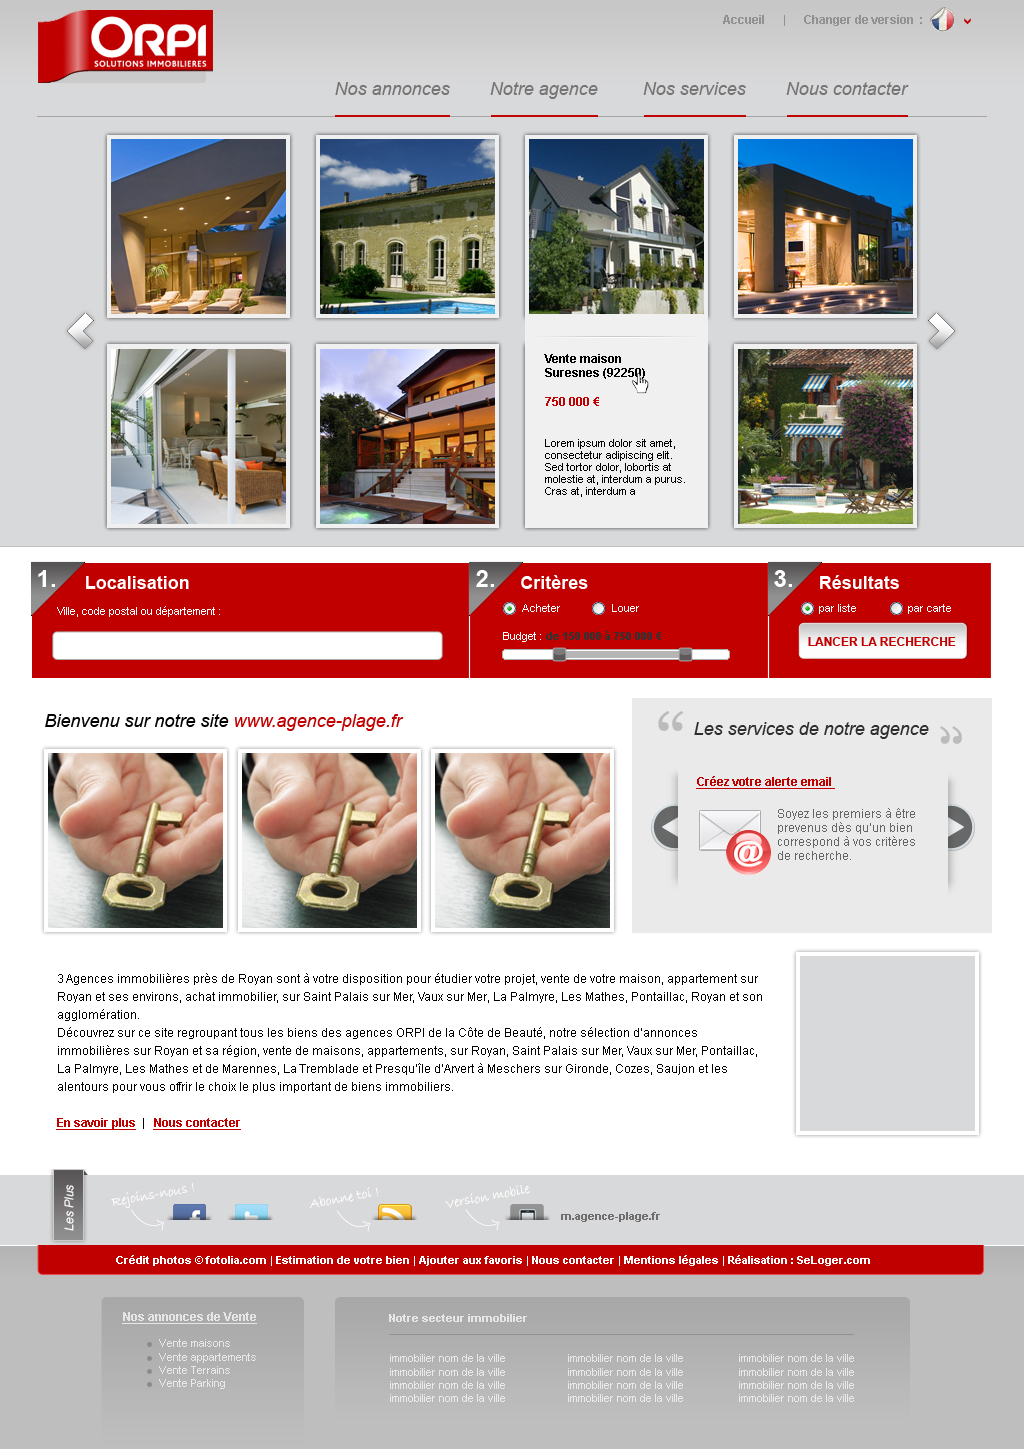 ORPI
SOLUTIONS IMMOBILIERES
Accueil | Changer de version :
Nos annonces Notre agence Nos services Nous contacter
Vente maison
Suresnes (92250)
750 000 €
Lorem ipsum dolor sit amet,
consectetur adipiscing elit.
Sed tortor dolor, lobortis at
molestie at, interdum a purus.
Cras at, interdum a
1. Localisation
Ville, code postal ou département :
2. Critères
Acheter Louer
Budget : de 150 000 à 750 000 €
3. Résultats
par liste par carte
LANCER LA RECHERCHE
Bienvenu sur notre site www.agence-plage.fr
“ Les services de notre agence ”
Créez votre alerte email
@
Soyez les premiers à être
prevenus dès qu'un bien
correspond à vos critères
de recherche.
3 Agences immobilières près de Royan sont à votre disposition pour étudier votre projet, vente de votre maison, appartement sur
Royan et ses environs, achat immobilier, sur Saint Palais sur Mer, Vaux sur Mer, La Palmyre, Les Mathes, Pontaillac, Royan et son
agglomération.
Découvrez sur ce site regroupant tous les biens des agences ORPI de la Côte de Beauté, notre sélection d'annonces
immobilières sur Royan et sa région, vente de maisons, appartements, sur Royan, Saint Palais sur Mer, Vaux sur Mer, Pontaillac,
La Palmyre, Les Mathes et de Marennes, La Tremblade et Presqu'île d'Arvert à Meschers sur Gironde, Cozes, Saujon et les
alentours pour vous offrir le choix le plus important de biens immobiliers.
En savoir plus | Nous contacter
Les Plus
Rejoins-nous !
Abonne toi !
Version mobile
m.agence-plage.fr
Crédit photos © fotolia.com | Estimation de votre bien | Ajouter aux favoris | Nous contacter | Mentions légales | Réalisation : SeLoger.com
Nos annonces de Vente
Vente maisons
Vente appartements
Vente Terrains
Vente Parking
Notre secteur immobilier
immobilier nom de la ville immobilier nom de la ville immobilier nom de la ville
immobilier nom de la ville immobilier nom de la ville immobilier nom de la ville
immobilier nom de la ville immobilier nom de la ville immobilier nom de la ville
immobilier nom de la ville immobilier nom de la ville immobilier nom de la ville